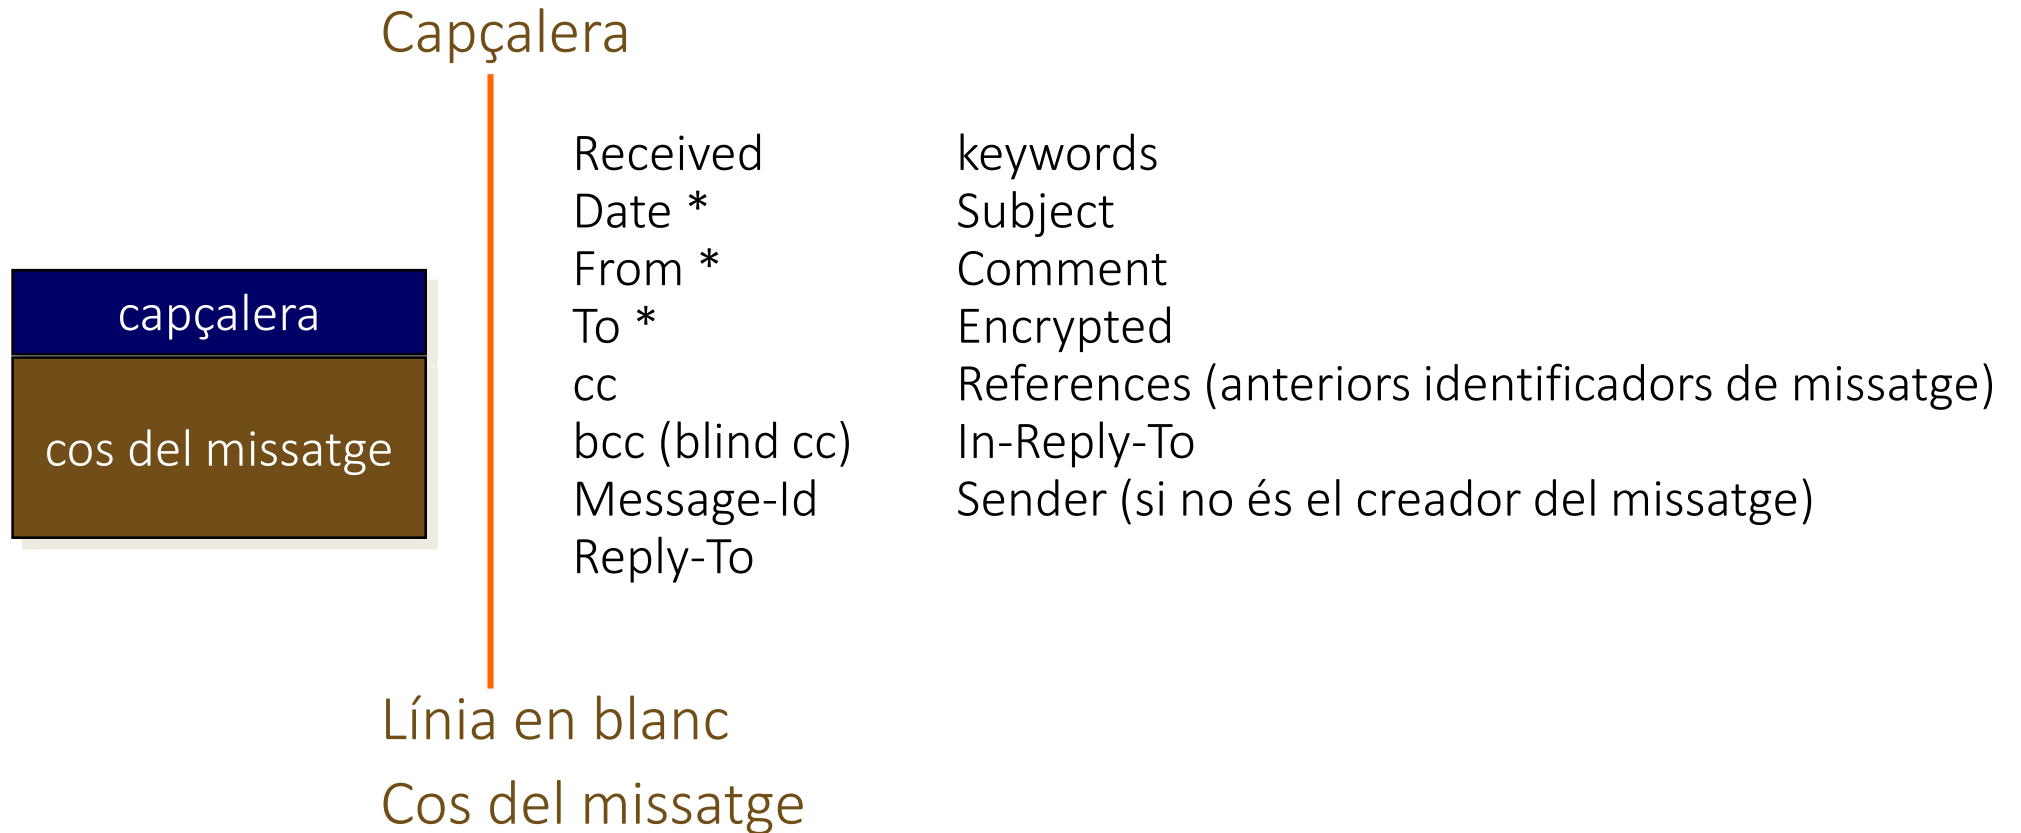 Capçalera
capçalera
cos del missatge
Received
Date *
From *
To *
cc
bcc (blind cc)
Message-Id
Reply-To
keywords
Subject
Comment
Encrypted
References (anteriors identificadors de missatge)
In-Reply-To
Sender (si no és el creador del missatge)
Línia en blanc
Cos del missatge